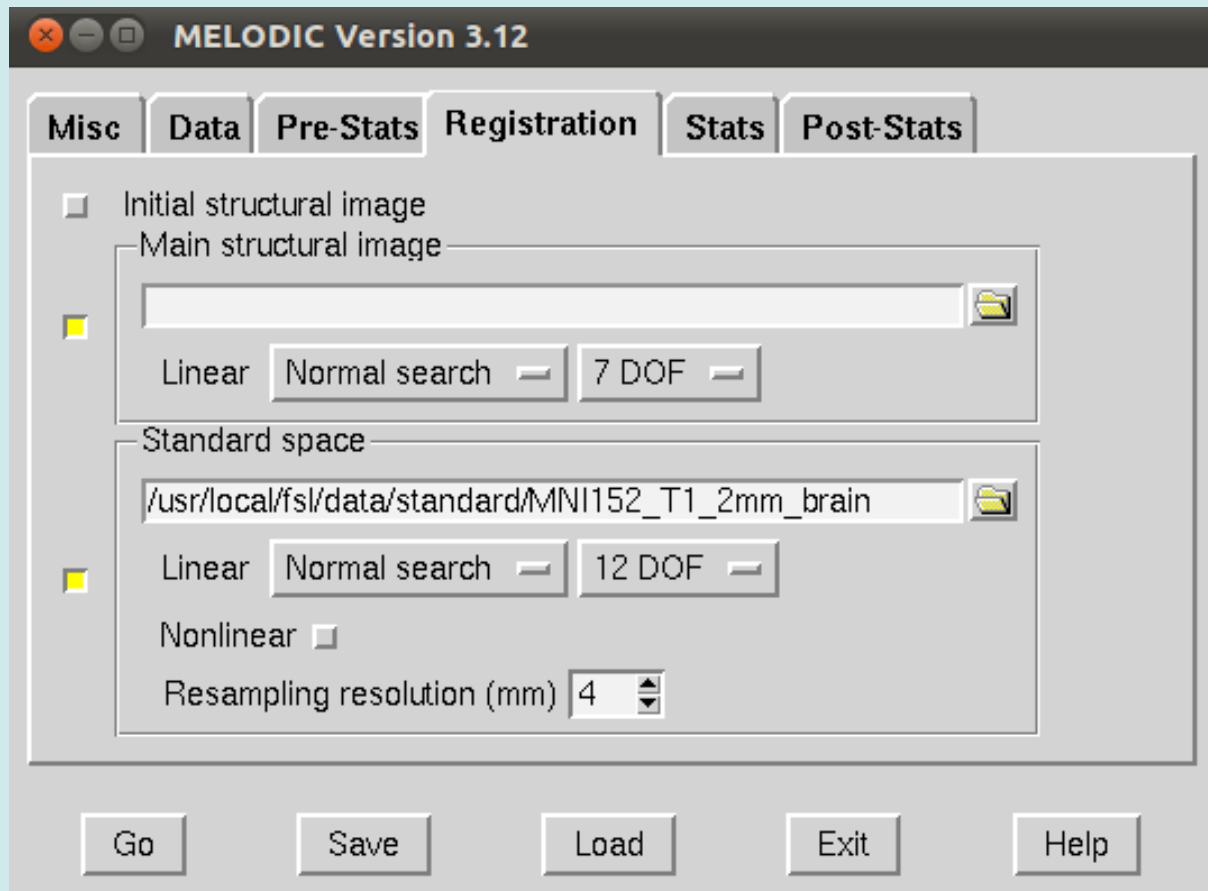 MELODIC Version 3.12
Misc Data Pre-Stats Registration Stats Post-Stats
Initial structural image
Main structural image
Linear Normal search 7 DOF
Standard space
/usr/local/fsl/data/standard/MNI152_T1_2mm_brain
Linear Normal search 12 DOF
Nonlinear
Resampling resolution (mm) 4
Go Save Load Exit Help